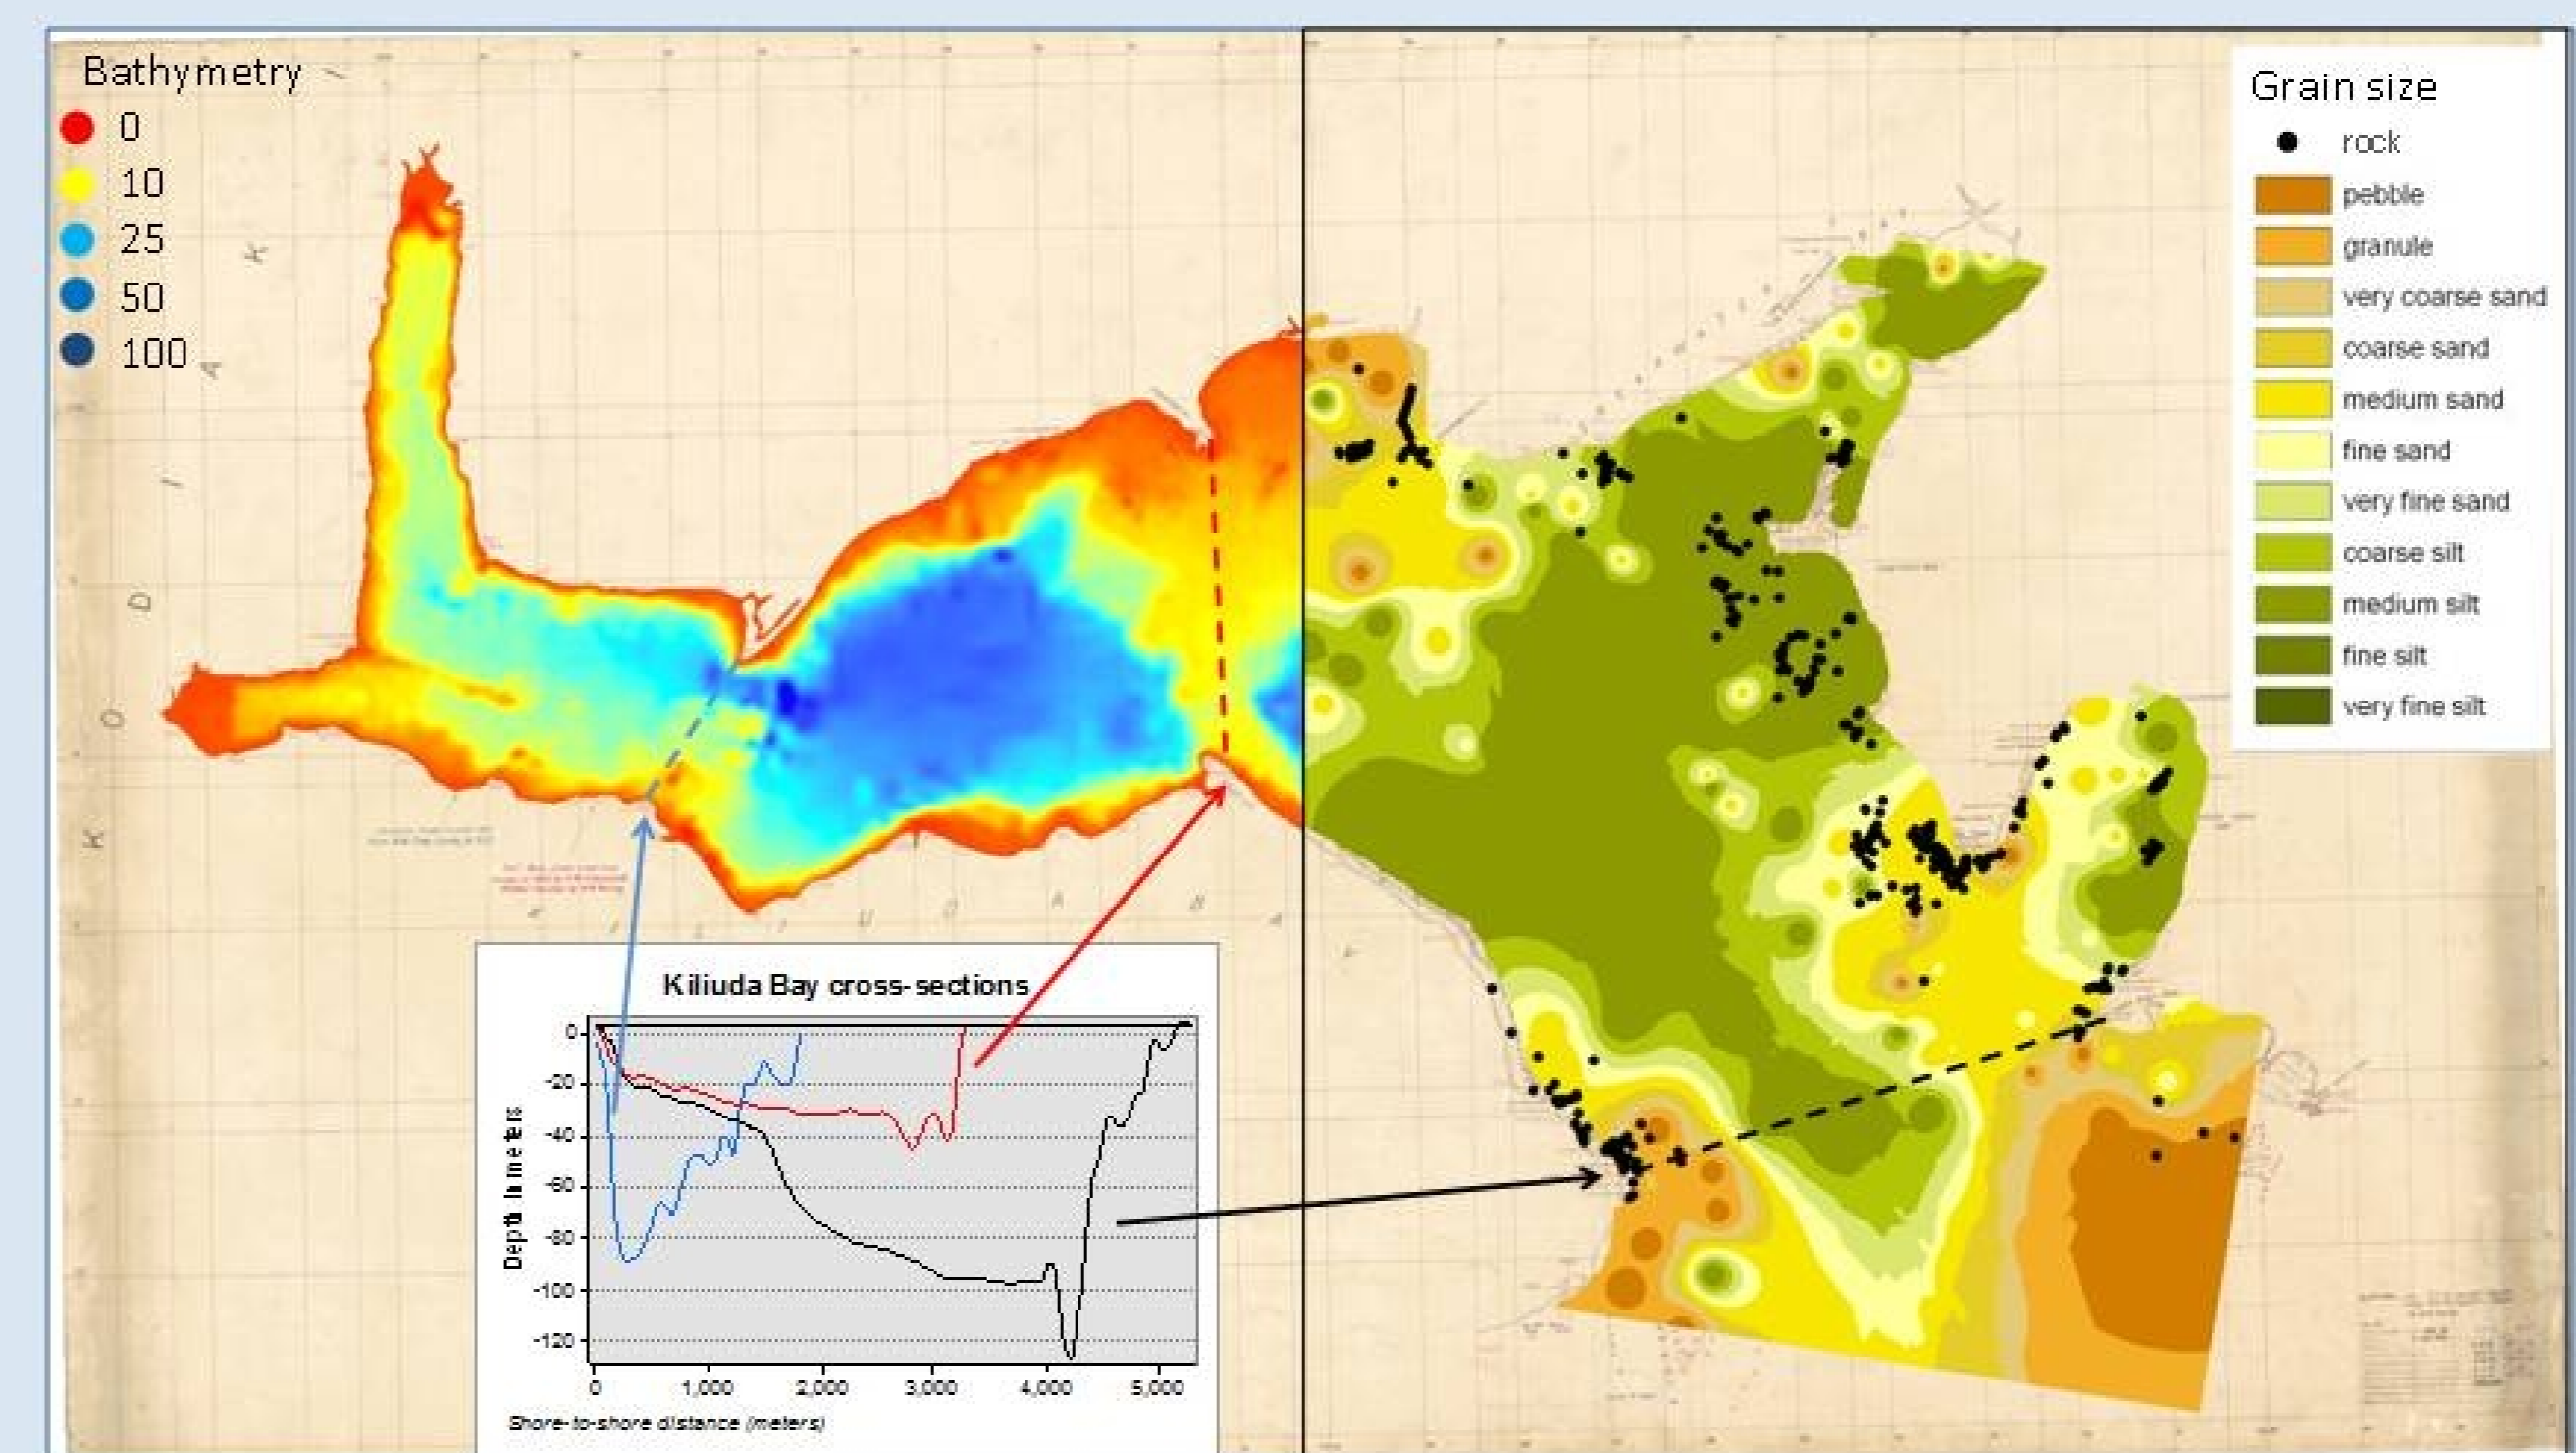 Bathymetry
0
10
25
50
100
K
A
I
D
O
K
Grain size
rock
pebble
granule
very coarse sand
coarse sand
medium sand
fine sand
very fine sand
coarse silt
medium silt
fine silt
very fine silt
Kiliuda Bay cross-sections
Depth in meters
0
-20
-40
-60
-80
-100
-120
0
1,000
2,000
3,000
4,000
5,000
Shore-to-shore distance (meters)